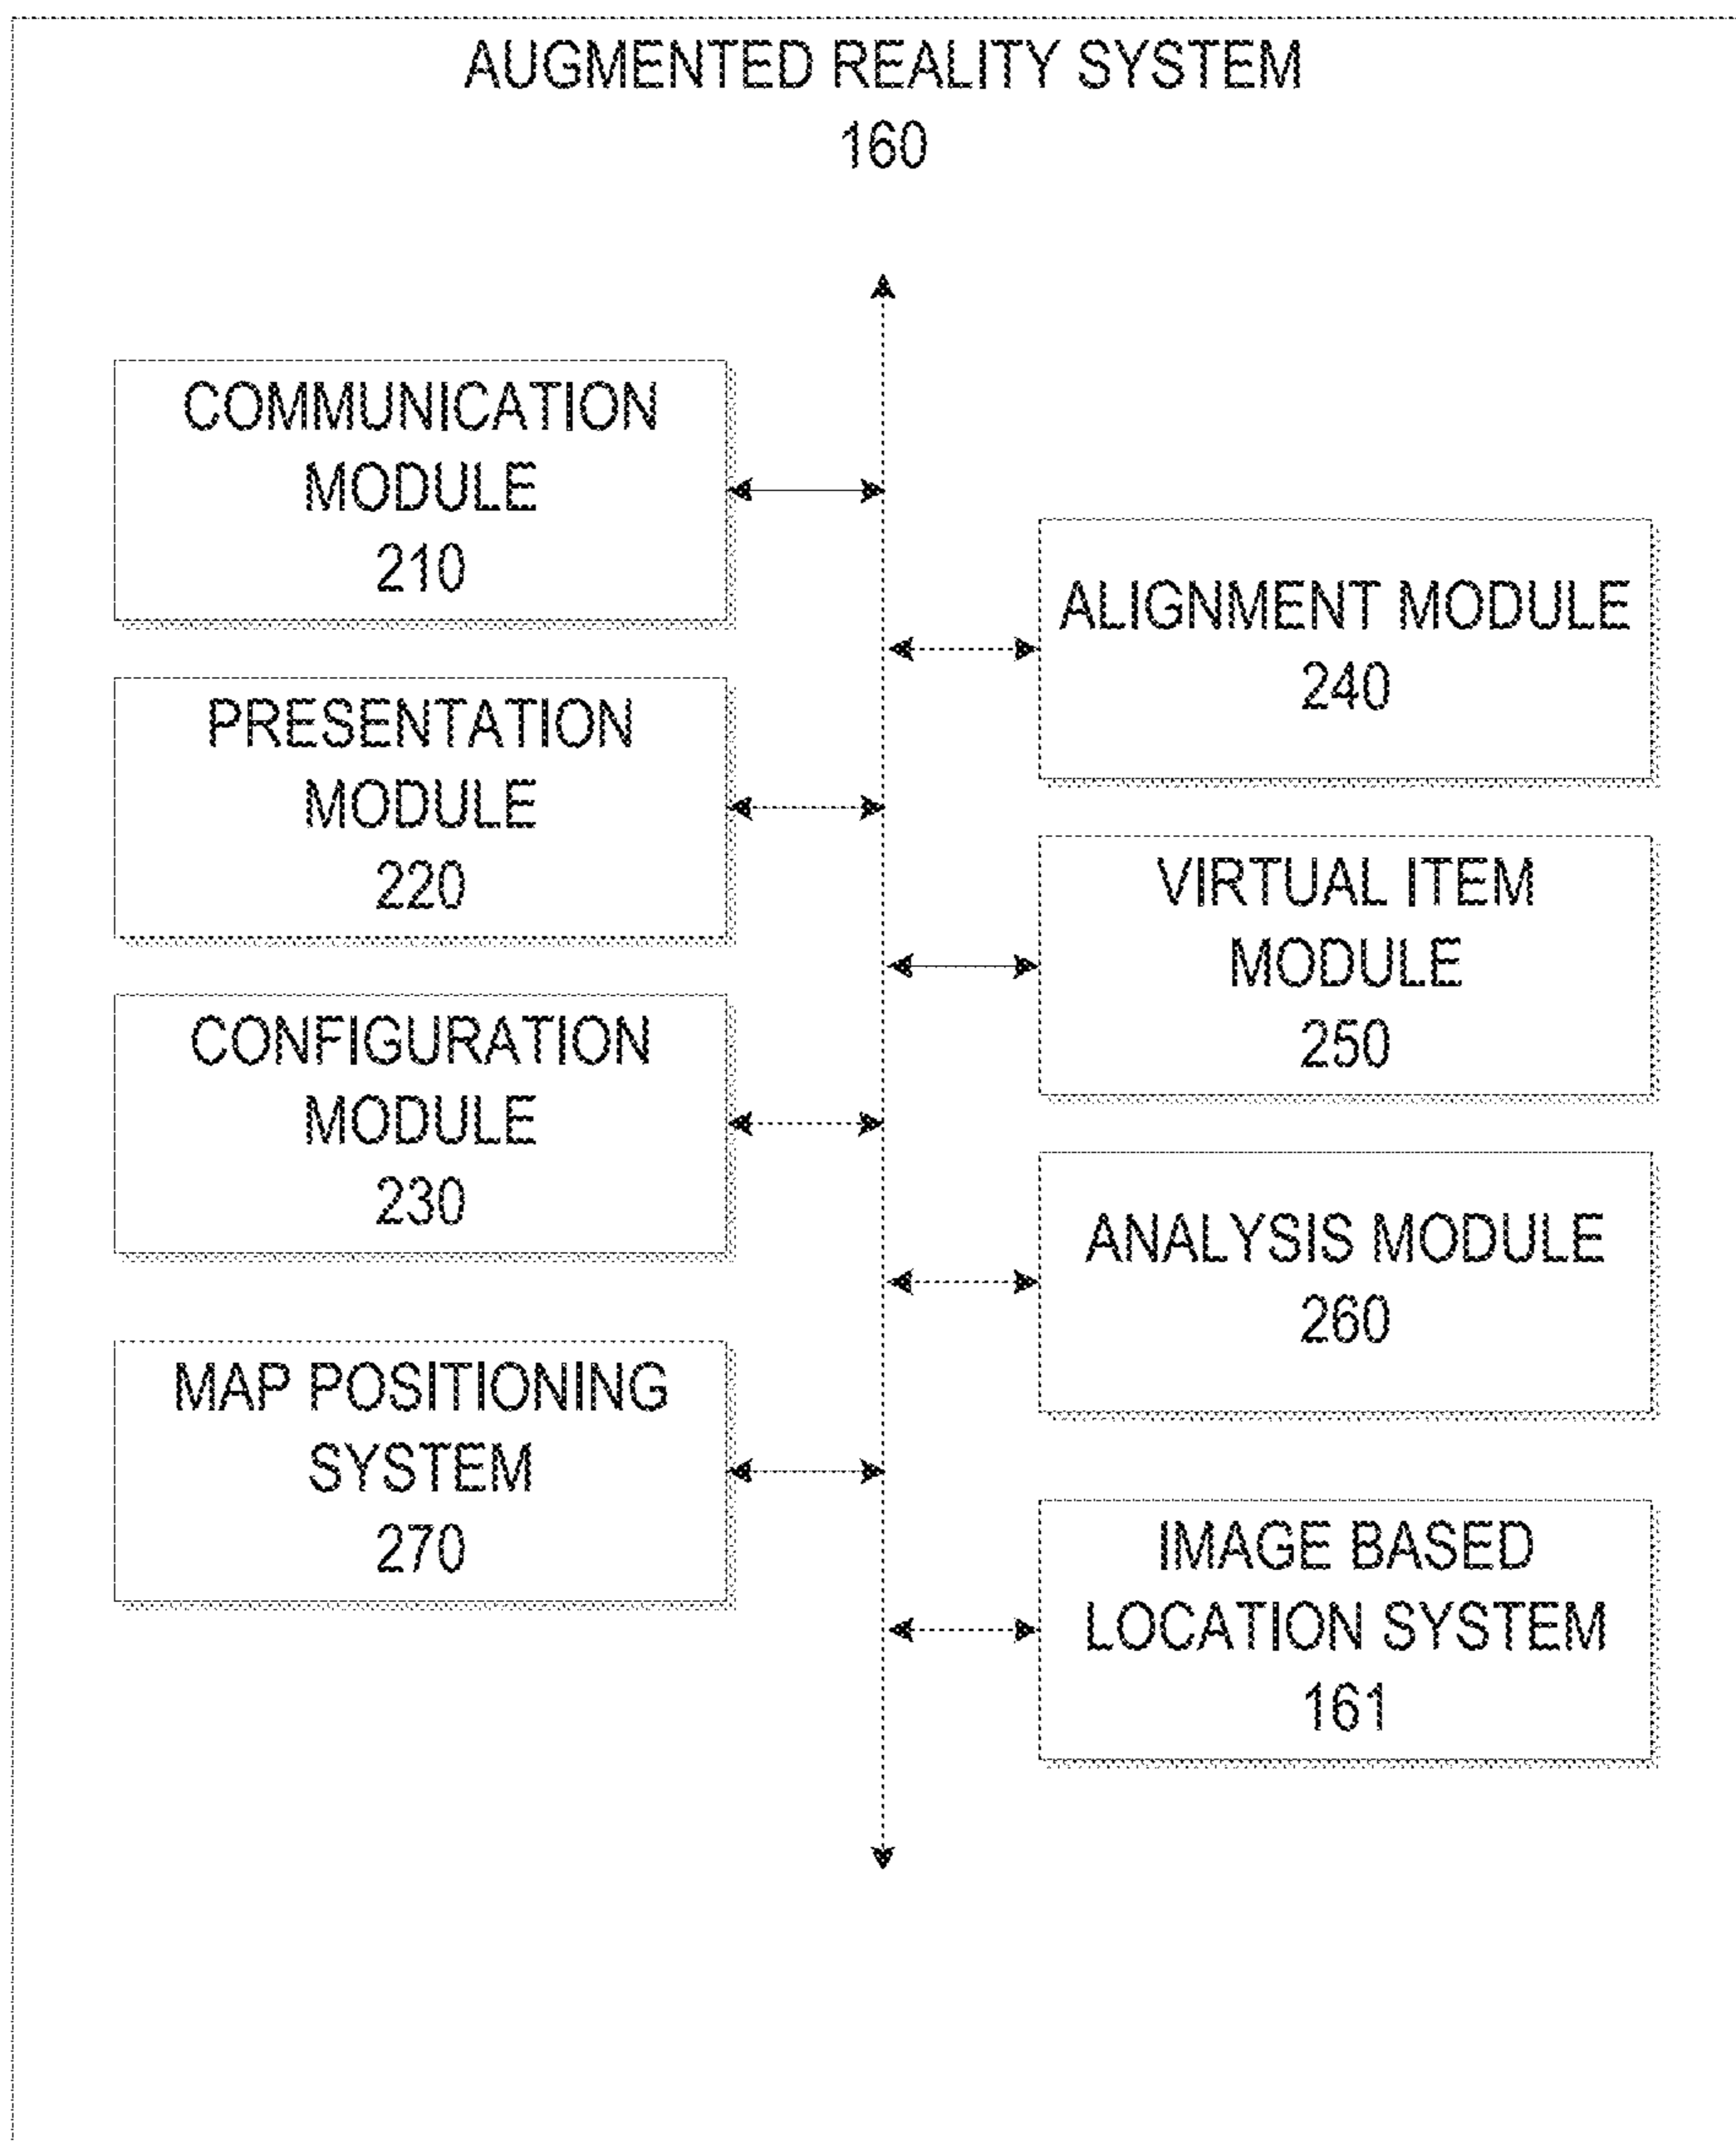 AUGMENTED REALITY SYSTEM
160
COMMUNICATION
MODULE
210
PRESENTATION
MODULE
220
CONFIGURATION
MODULE
230
MAP POSITIONING
SYSTEM
270
ALIGNMENT MODULE
240
VIRTUAL ITEM
MODULE
250
ANALYSIS MODULE
260
IMAGE BASED
LOCATION SYSTEM
161